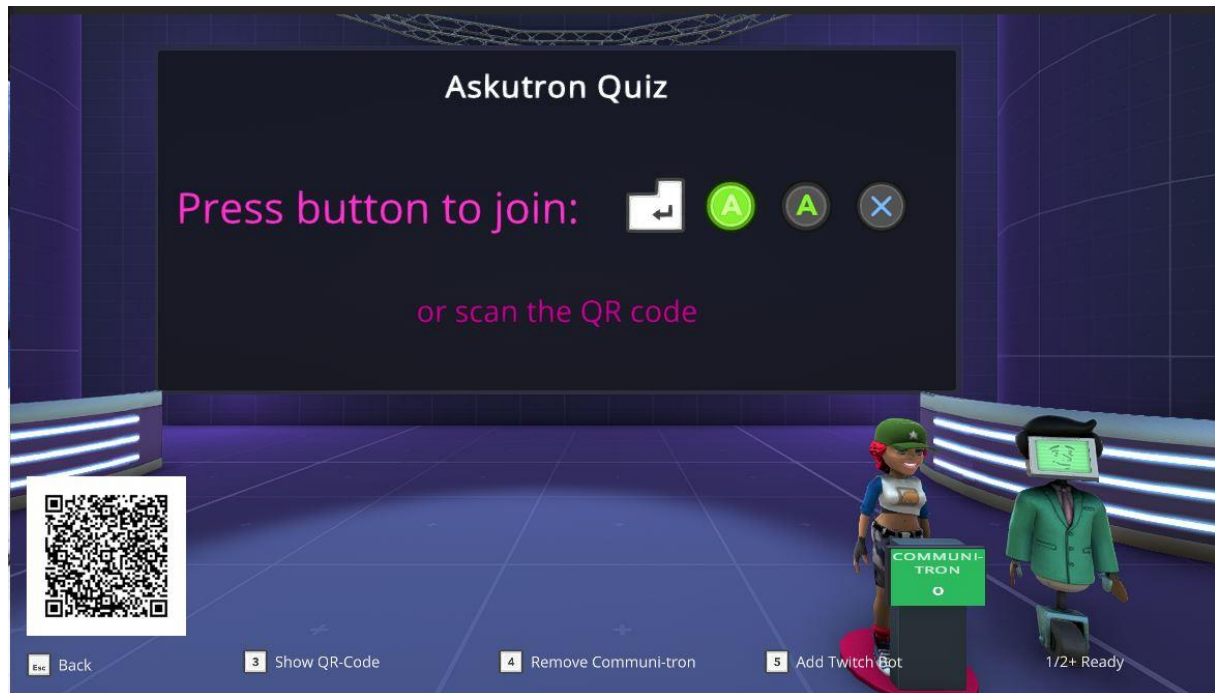 Askutron Quiz
Press button to join: A A X
or scan the QR code
COMMUNI-
TRON
0
Esc Back
3 Show QR-Code
4 Remove Communi-tron
5 Add Twitch Bot
1/2+ Ready